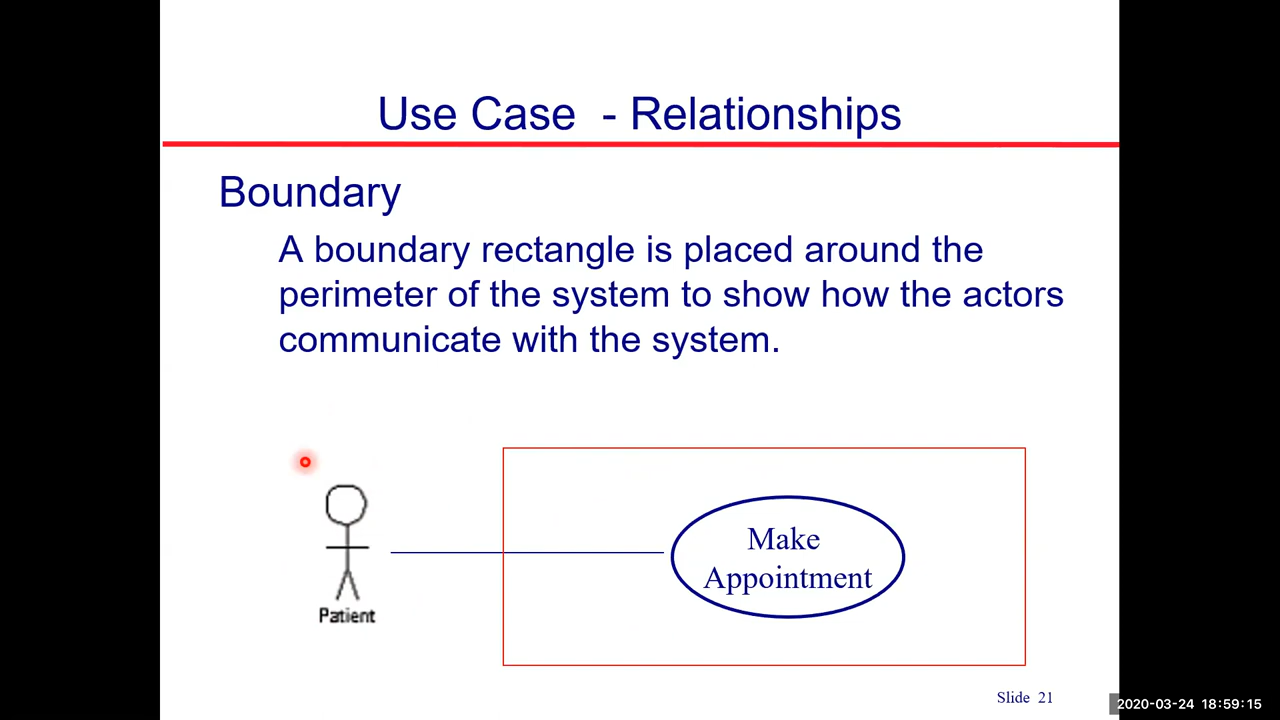 Use Case - Relationships
Boundary
A boundary rectangle is placed around the
perimeter of the system to show how the actors
communicate with the system.
Make
Appointment
Patient
Slide 21
2020-03-24 18:59:15